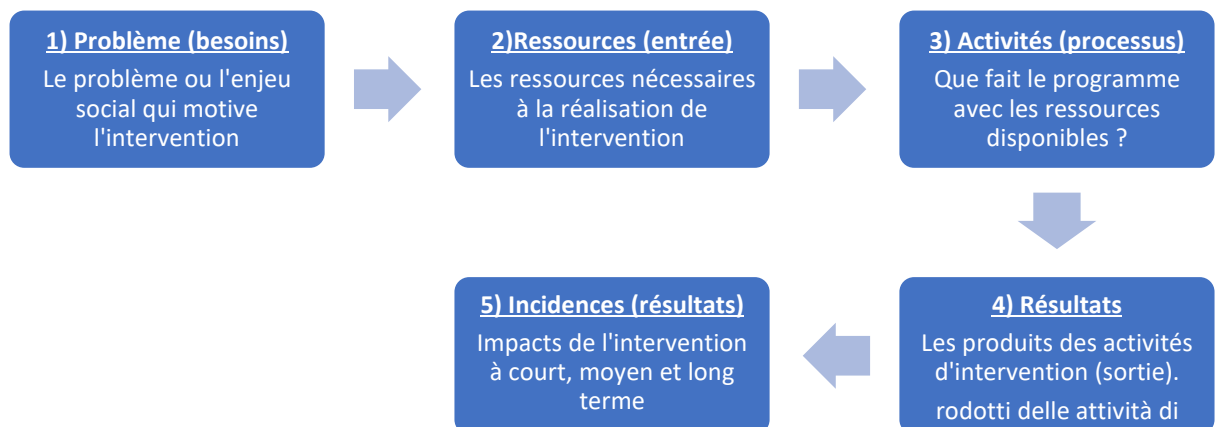 1) Problème (besoins)
Le problème ou l'enjeu
social qui motive
l'intervention
2)Ressources (entrée)
Les ressources nécessaires
à la réalisation de
l'intervention
3) Activités (processus)
Que fait le programme
avec les ressources
disponibles ?
4) Résultats
Les produits des activités
d'intervention (sortie).
rodotti delle attività di
5) Incidences (résultats)
Impacts de l'intervention
à court, moyen et long
terme